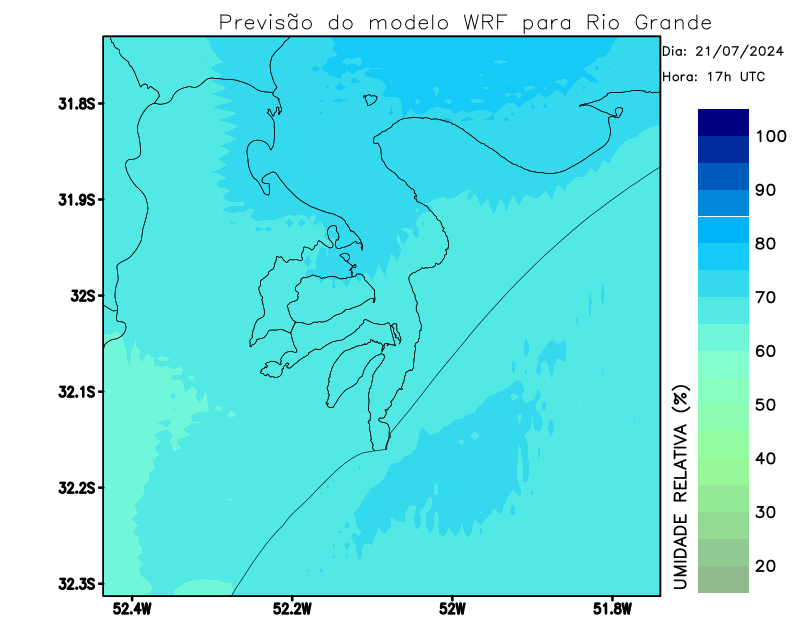 Previsão do modelo WRF para Rio Grande
Dia: 21/07/2024
Hora: 17h UTC
31.8S
31.9S
32S
32.1S
32.2S
32.3S
52.4W
52.2W
52W
51.8W
100
90
80
70
60
50
40
30
20
UMIDADE RELATIVA (%)